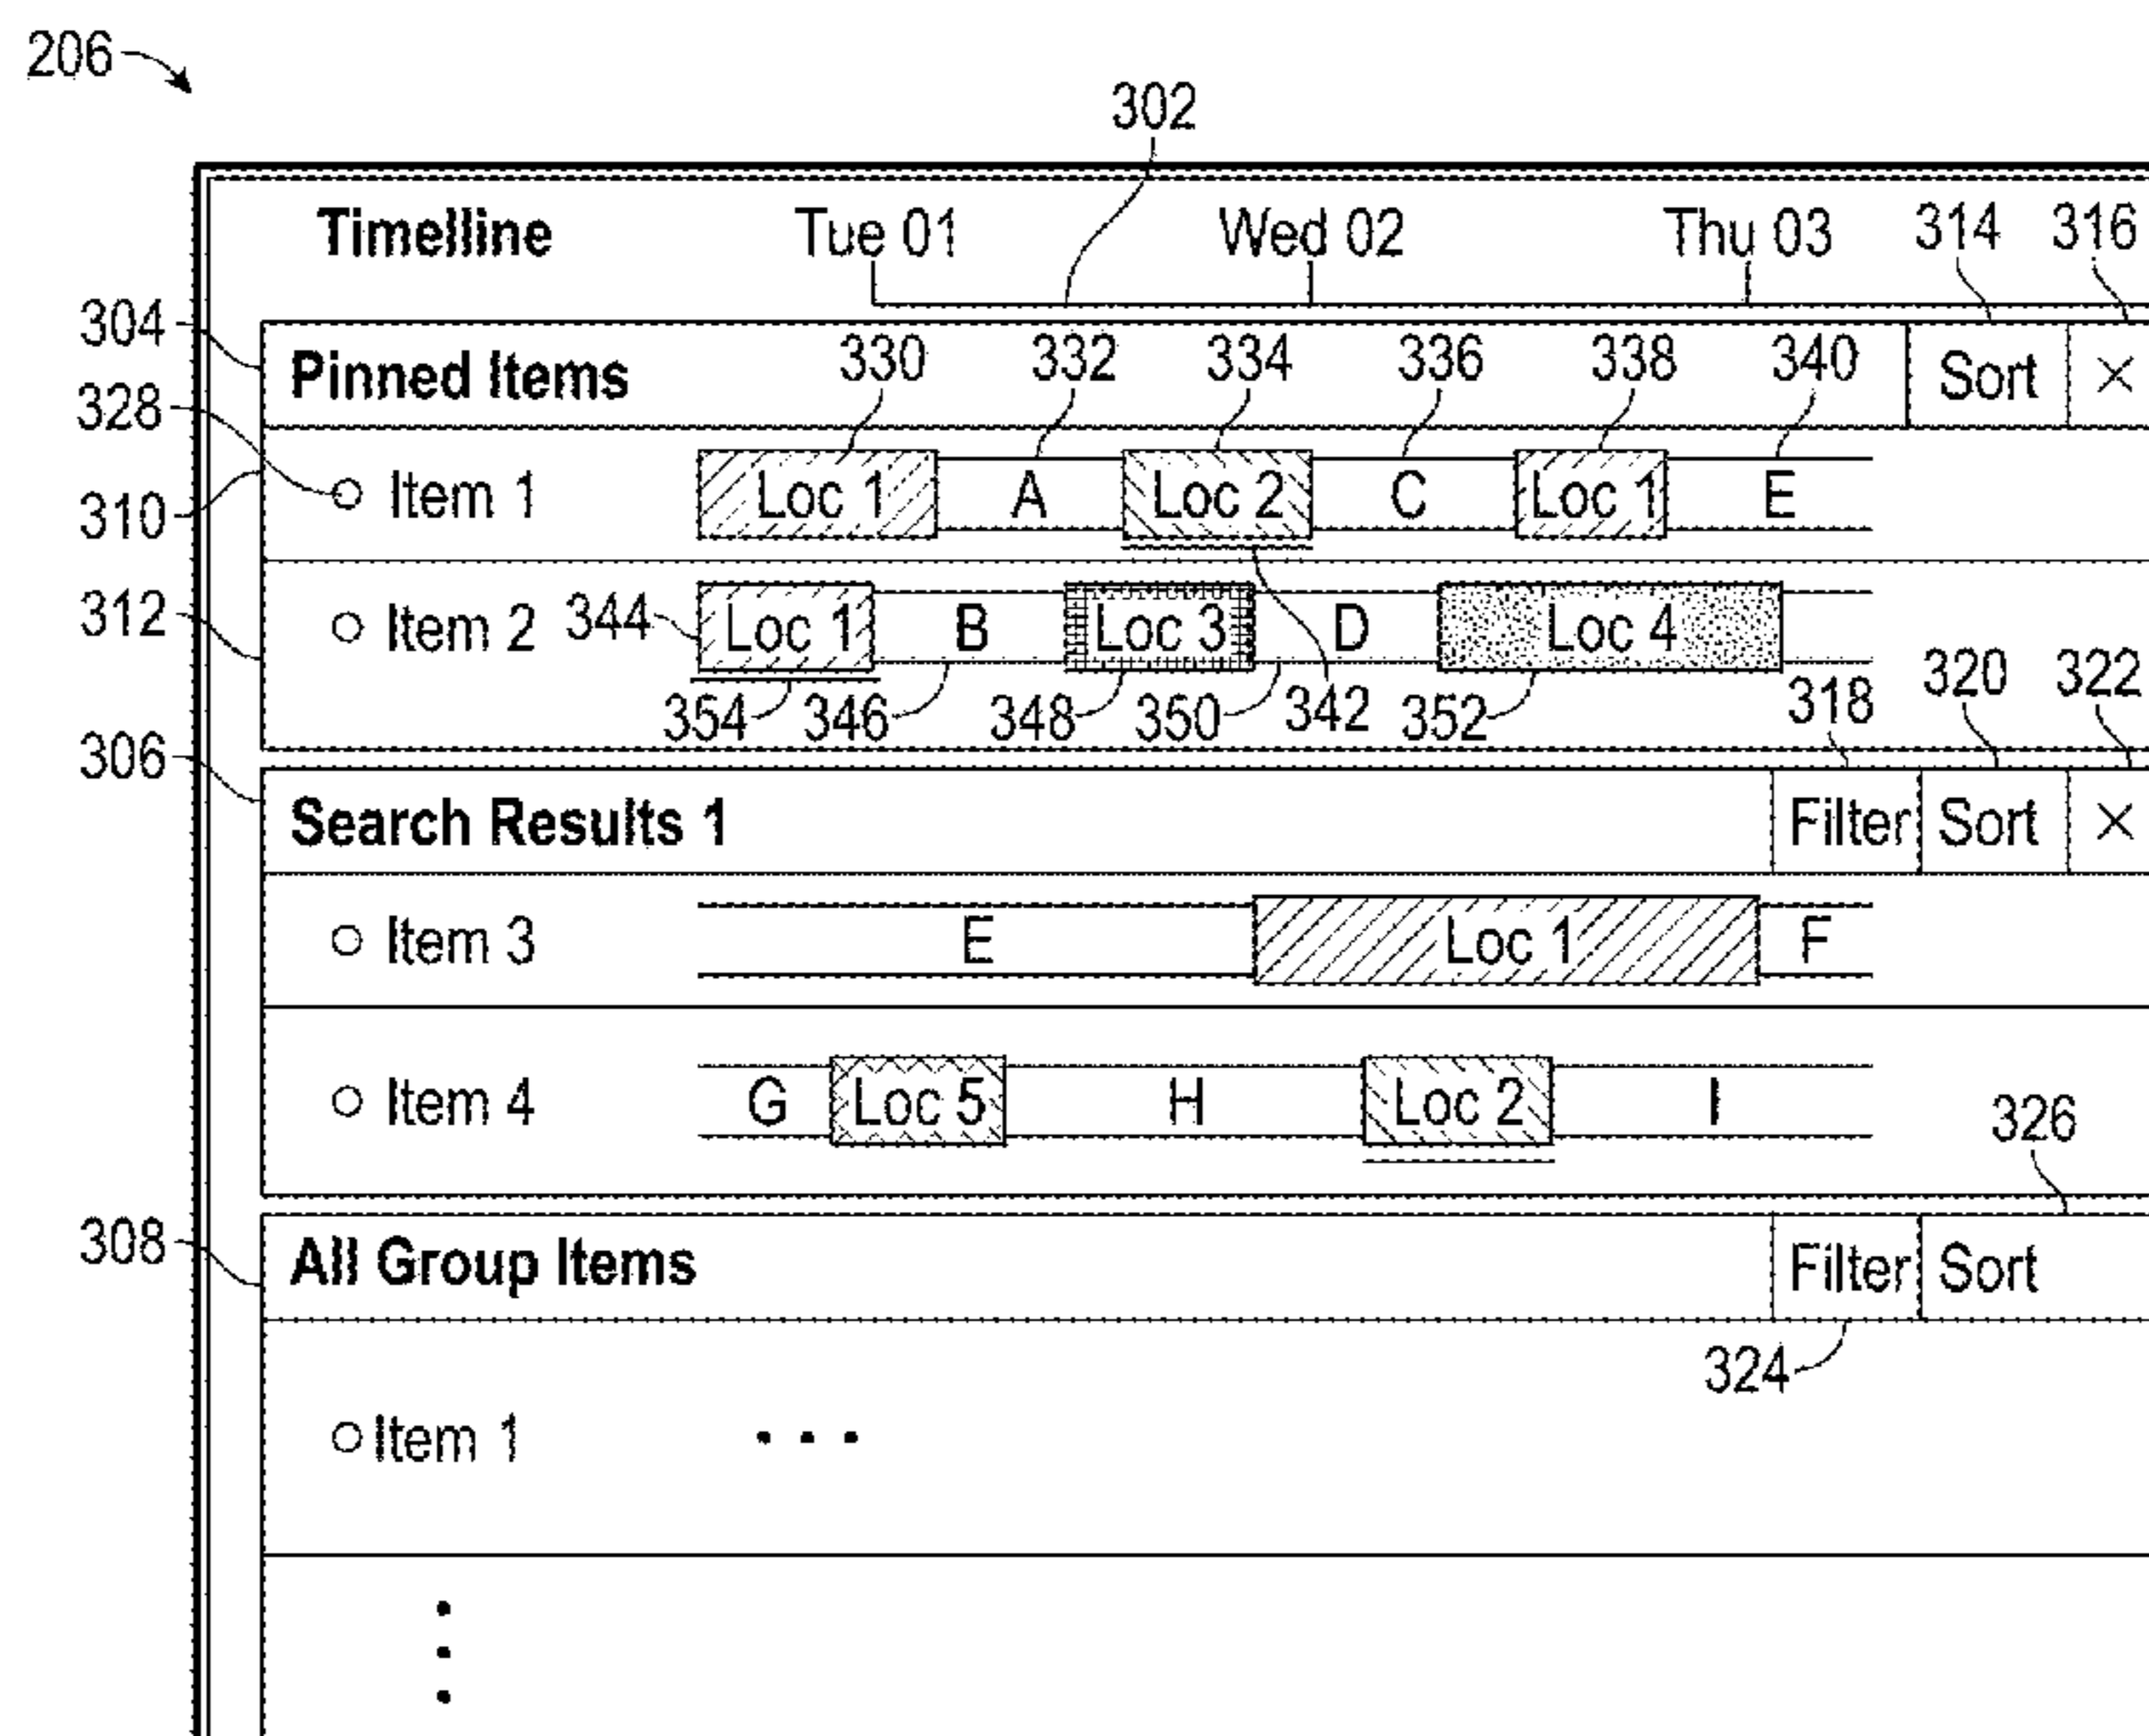 206
302
Timelline Tue 01 Wed 02 Thu 03 314 316
304
Pinned Items 330 332 334 336 338 340 Sort ×
328
310 Item 1 Loc 1 A Loc 2 C Loc 1 E
312 Item 2 344 Loc 1 B Loc 3 D Loc 4
354 346 348 350 342 352 318 320 322
306
Search Results 1 Filter Sort ×
Item 3 E Loc 1 F
Item 4 G Loc 5 H Loc 2 I
326
308 All Group Items Filter Sort
324
Item 1 • • •